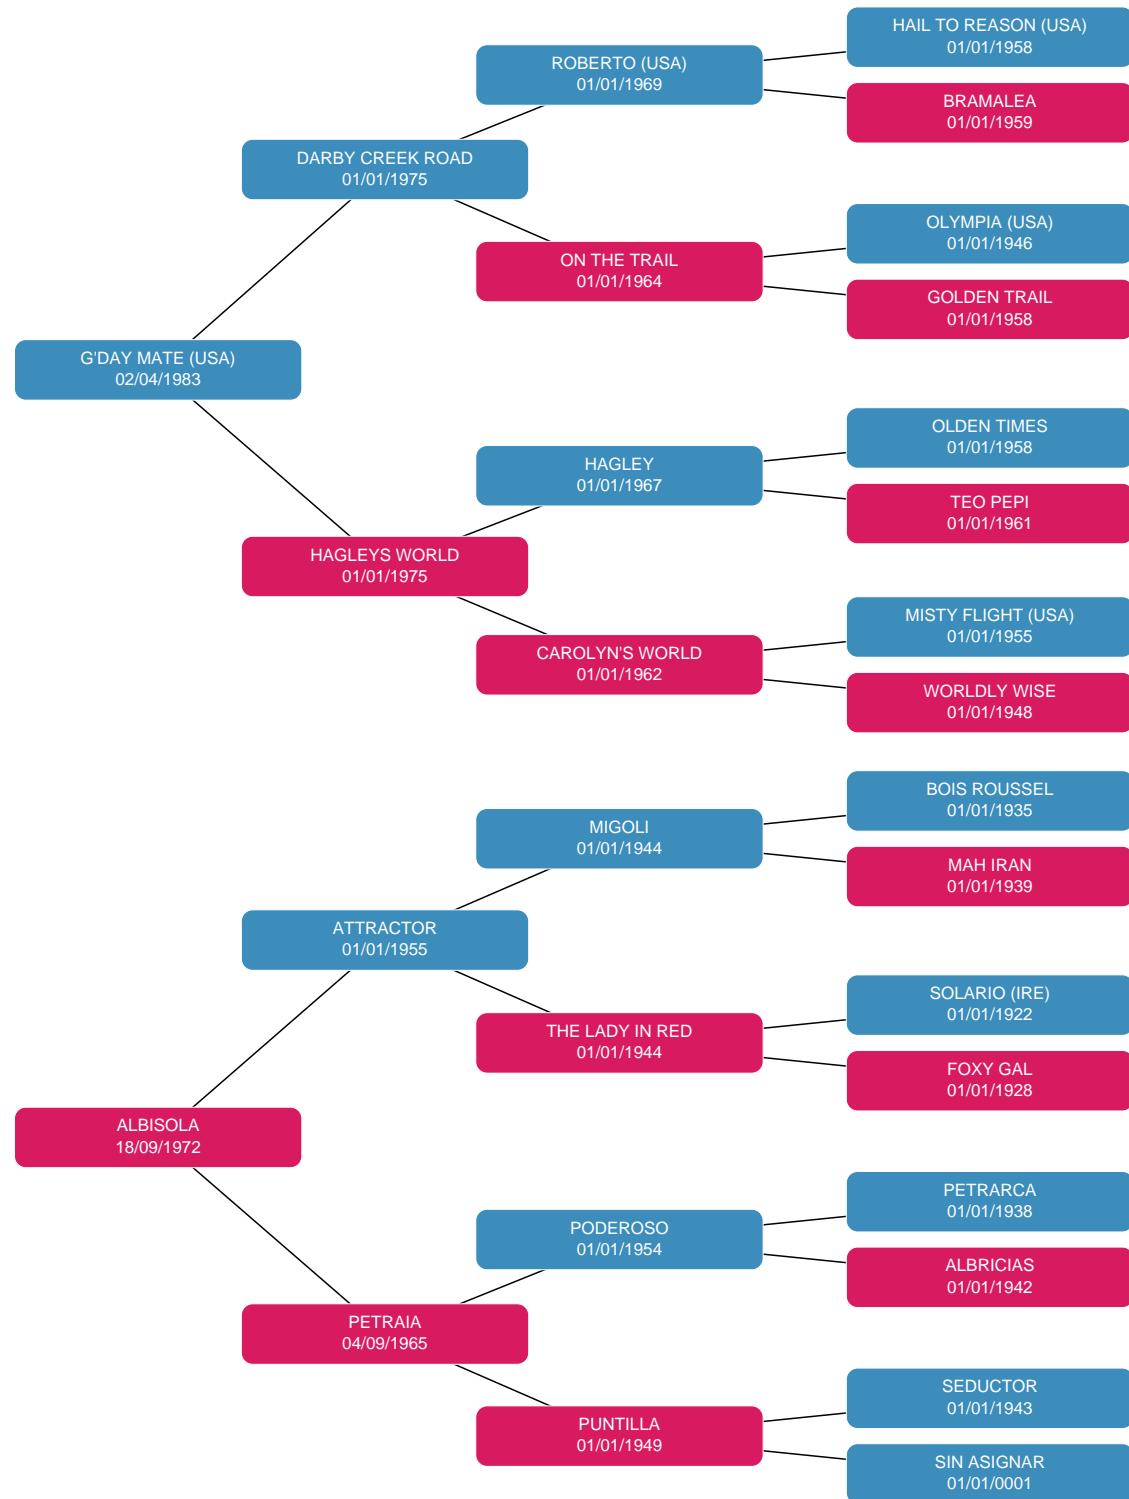 HAIL TO REASON (USA)
01/01/1958
ROBERTO (USA)
01/01/1969
BRAMALEA
01/01/1959
DARBY CREEK ROAD
01/01/1975
OLYMPIA (USA)
01/01/1946
ON THE TRAIL
01/01/1964
GOLDEN TRAIL
01/01/1958
G'DAY MATE (USA)
02/04/1983
OLDEN TIMES
01/01/1958
HAGLEY
01/01/1967
TEO PEPI
01/01/1961
HAGLEYS WORLD
01/01/1975
MISTY FLIGHT (USA)
01/01/1955
CAROLYN'S WORLD
01/01/1962
WORLDLY WISE
01/01/1948
BOIS ROUSSEL
01/01/1935
MIGOLI
01/01/1944
MAH IRAN
01/01/1939
ATTRACTOR
01/01/1955
SOLARIO (IRE)
01/01/1922
THE LADY IN RED
01/01/1944
FOXY GAL
01/01/1928
ALBISOLA
18/09/1972
PETRARCA
01/01/1938
PODEROSO
01/01/1954
ALBRICIAS
01/01/1942
PETRAIA
04/09/1965
SEDUCTOR
01/01/1943
PUNTILLA
01/01/1949
SIN ASIGNAR
01/01/0001